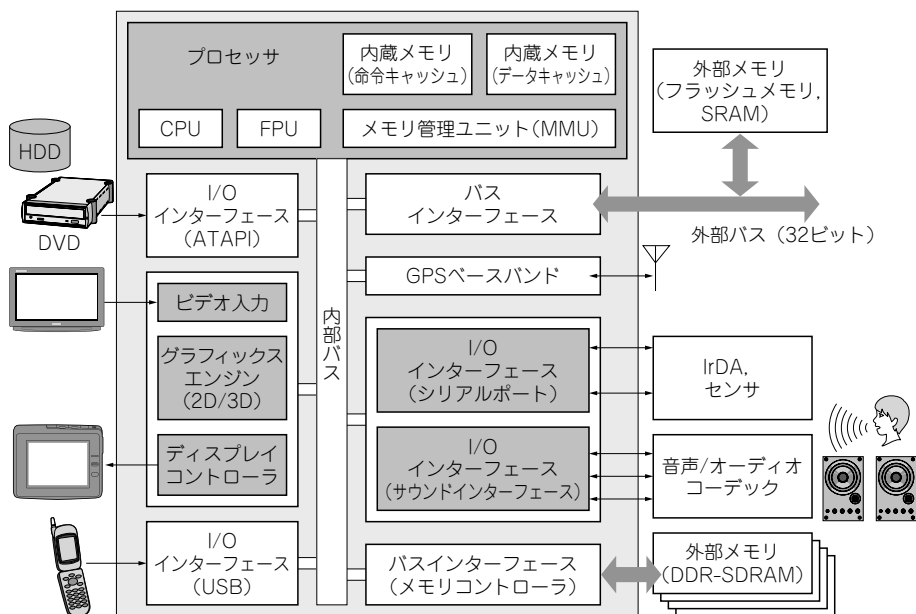 プロセッサ
内蔵メモリ
(命令キャッシュ)
内蔵メモリ
(データキャッシュ)
CPU
FPU
メモリ管理ユニット(MMU)
外部メモリ
(フラッシュメモリ,
SRAM)
HDD
DVD
I/O
インターフェース
(ATAPI)
バス
インターフェース
外部バス(32ビット)
GPSベースバンド
内部バス
ビデオ入力
グラフィックス
エンジン
(2D/3D)
ディスプレイ
コントローラ
I/O
インターフェース
(シリアルポート)
IrDA,
センサ
I/O
インターフェース
(サウンドインターフェース)
音声/オーディオ
コーデック
I/O
インターフェース
(USB)
バスインターフェース
(メモリコントローラ)
外部メモリ
(DDR-SDRAM)